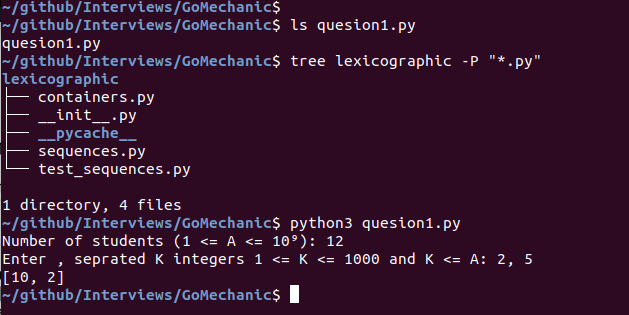 ~/github/Interviews/GoMechanic$
~/github/Interviews/GoMechanic$ ls quesion1.py
quesion1.py
~/github/Interviews/GoMechanic$ tree lexicographic -P "*.py"
lexicographic
├── containers.py
├── __init__.py
├── __pycache__
├── sequences.py
└── test_sequences.py
1 directory, 4 files
~/github/Interviews/GoMechanic$ python3 quesion1.py
Number of students (1 <= A <= 10⁹): 12
Enter , seprated K integers 1 <= K <= 1000 and K <= A: 2, 5
[10, 2]
~/github/Interviews/GoMechanic$